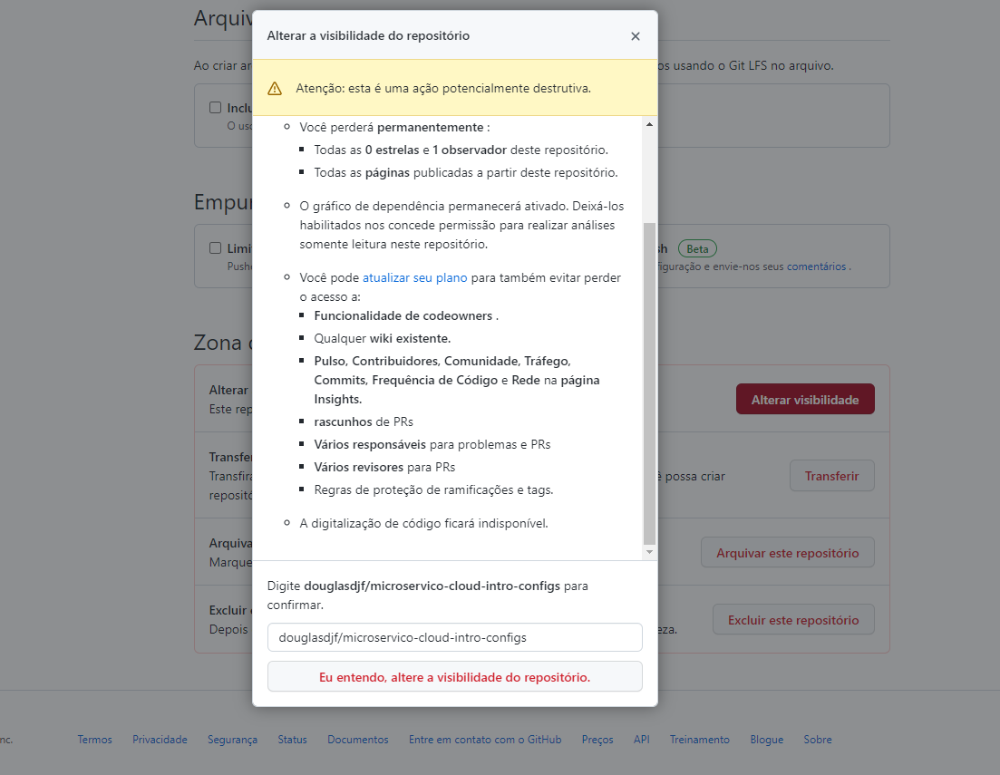 Arquiv
Alterar a visibilidade do repositório
Ao criar ar
os usando o Git LFS no arquivo.
Atenção: esta é uma ação potencialmente destrutiva.
Inclu
O uso
Você perderá permanentemente :
Todas as 0 estrelas e 1 observador deste repositório.
Todas as páginas publicadas a partir deste repositório.
Empur
O gráfico de dependência permanecerá ativado. Deixá-los
habilitados nos concede permissão para realizar análises
somente leitura neste repositório.
Limi
sh Beta
Pushe
figuração e envie-nos seus comentários .
Você pode atualizar seu plano para também evitar perder
o acesso a:
Funcionalidade de codeowners .
Qualquer wiki existente.
Zona d
Pulso, Contribuidores, Comunidade, Tráfego,
Commits, Frequência de Código e Rede na página
Insights.
Alterar
Este rep
Alterar visibilidade
rascunhos de PRs
Vários responsáveis para problemas e PRs
Vários revisores para PRs
Regras de proteção de ramificações e tags.
Transfer
Transfira
ê possa criar
repositó
Transferir
A digitalização de código ficará indisponível.
Arquiva
Marque
Arquivar este repositório
Digite douglasdjf/microservico-cloud-intro-configs para
confirmar.
Excluir e
Depois
eza.
Excluir este repositório
douglasdjf/microservico-cloud-intro-configs
Eu entendo, altere a visibilidade do repositório.
nc.
Termos Privacidade Segurança Status Documentos Entre em contato com o GitHub Preços API Treinamento Blogue Sobre